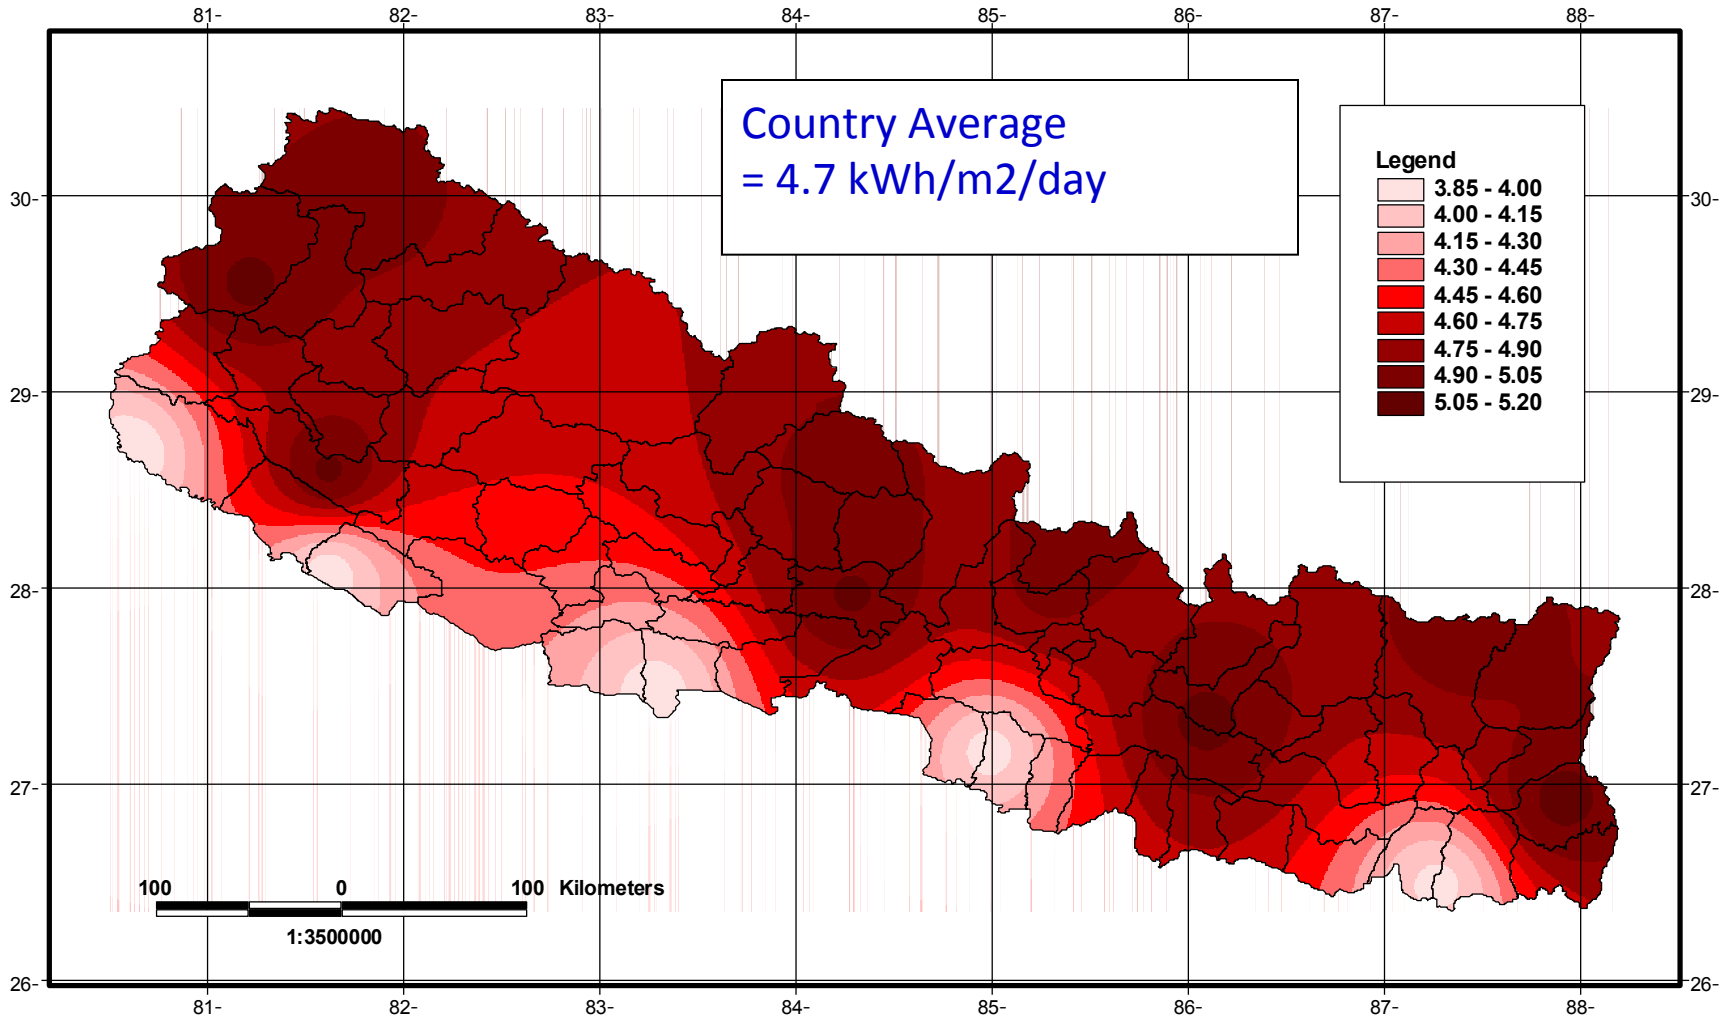 81-
82-
83-
84-
85-
86-
87-
88-
Country Average
= 4.7 kWh/m2/day
Legend
3.85 - 4.00
4.00 - 4.15
4.15 - 4.30
4.30 - 4.45
4.45 - 4.60
4.60 - 4.75
4.75 - 4.90
4.90 - 5.05
5.05 - 5.20
30-
30-
29-
29-
28-
28-
27-
27-
26-
26-
100 0 100 Kilometers
1:3500000
81-
82-
83-
84-
85-
86-
87-
88-